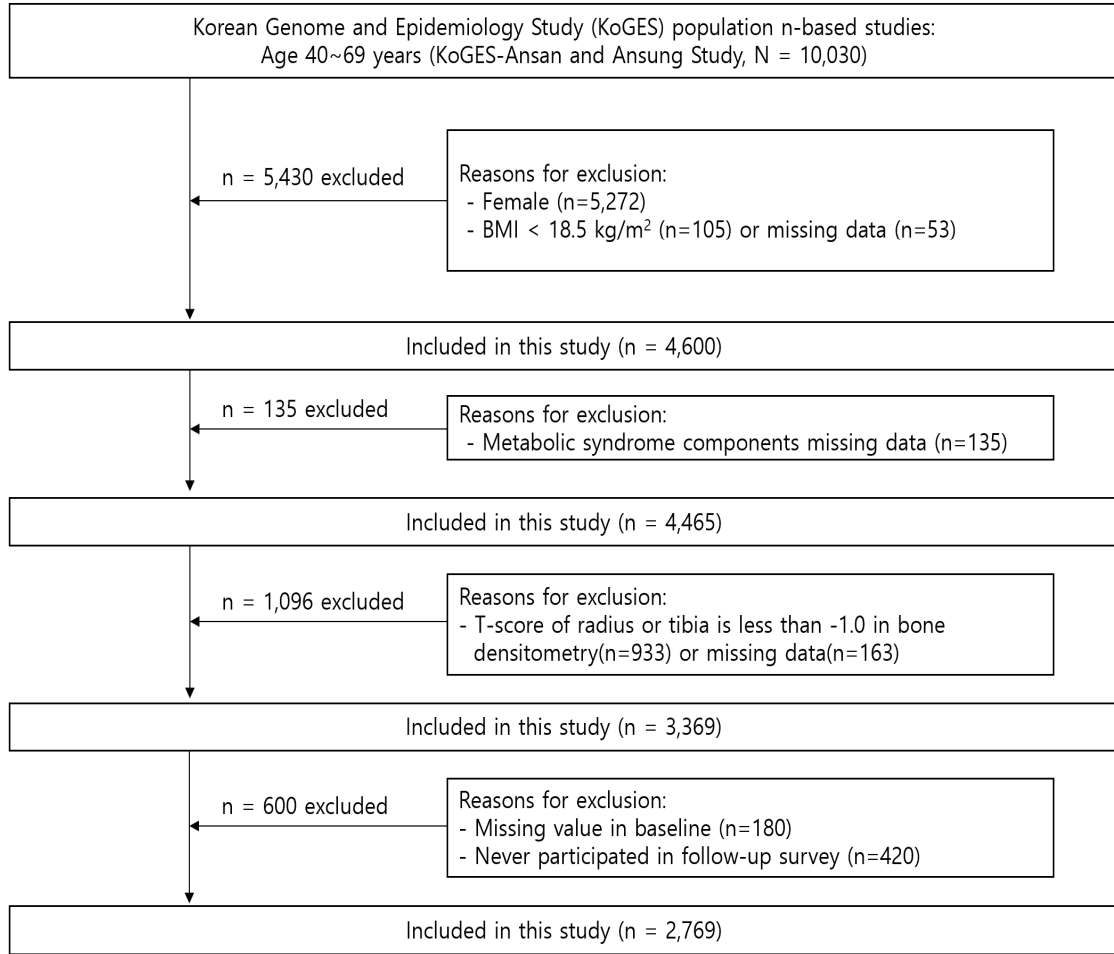 Korean Genome and Epidemiology Study (KoGES) population n-based studies:
Age 40~69 years (KoGES-Ansan and Ansung Study, N = 10,030)
n = 5,430 excluded
Reasons for exclusion:
- Female (n=5,272)
- BMI < 18.5 kg/m² (n=105) or missing data (n=53)
Included in this study (n = 4,600)
n = 135 excluded
Reasons for exclusion:
- Metabolic syndrome components missing data (n=135)
Included in this study (n = 4,465)
n = 1,096 excluded
Reasons for exclusion:
- T-score of radius or tibia is less than -1.0 in bone
densitometry(n=933) or missing data(n=163)
Included in this study (n = 3,369)
n = 600 excluded
Reasons for exclusion:
- Missing value in baseline (n=180)
- Never participated in follow-up survey (n=420)
Included in this study (n = 2,769)